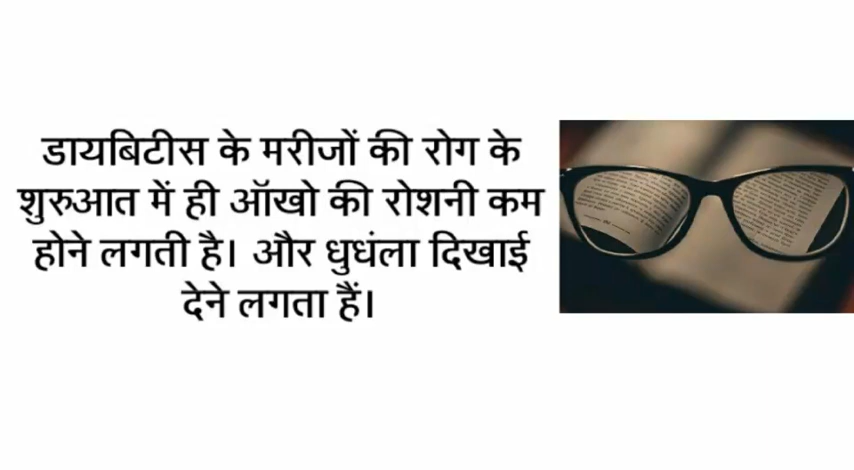 डायबिटीस के मरीजों की रोग के
शुरुआत में ही ऑखो की रोशनी कम
होने लगती है। और धुधंला दिखाई
देने लगता हैं।